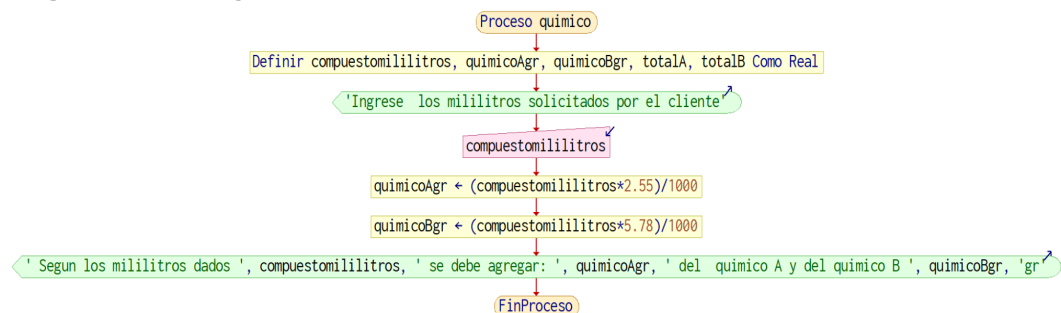 Proceso quimico
Definir compuestomililitros, quimicoAgr, quimicoBgr, totalA, totalB Como Real
'Ingrese  los mililitros solicitados por el cliente'
compuestomililitros
quimicoAgr ← (compuestomililitros*2.55)/1000
quimicoBgr ← (compuestomililitros*5.78)/1000
' Segun los mililitros dados ', compuestomililitros, ' se debe agregar: ', quimicoAgr, ' del  quimico A y del quimico B ', quimicoBgr, 'gr'
FinProceso